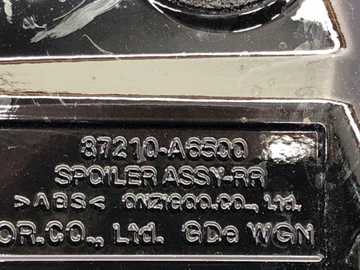 87210-A6500
SPOILER ASSY-RR
>ABS<
OR.CO., Ltd. GDe WGN